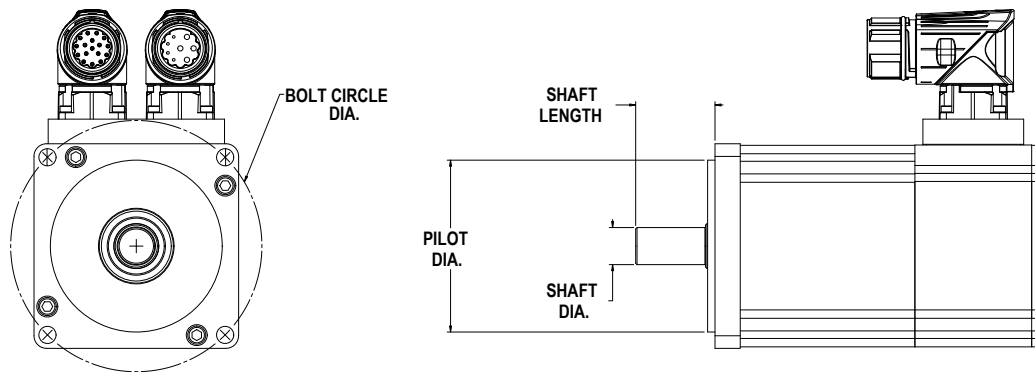 BOLT CIRCLE
DIA.
SHAFT
LENGTH
PILOT
DIA.
SHAFT
DIA.